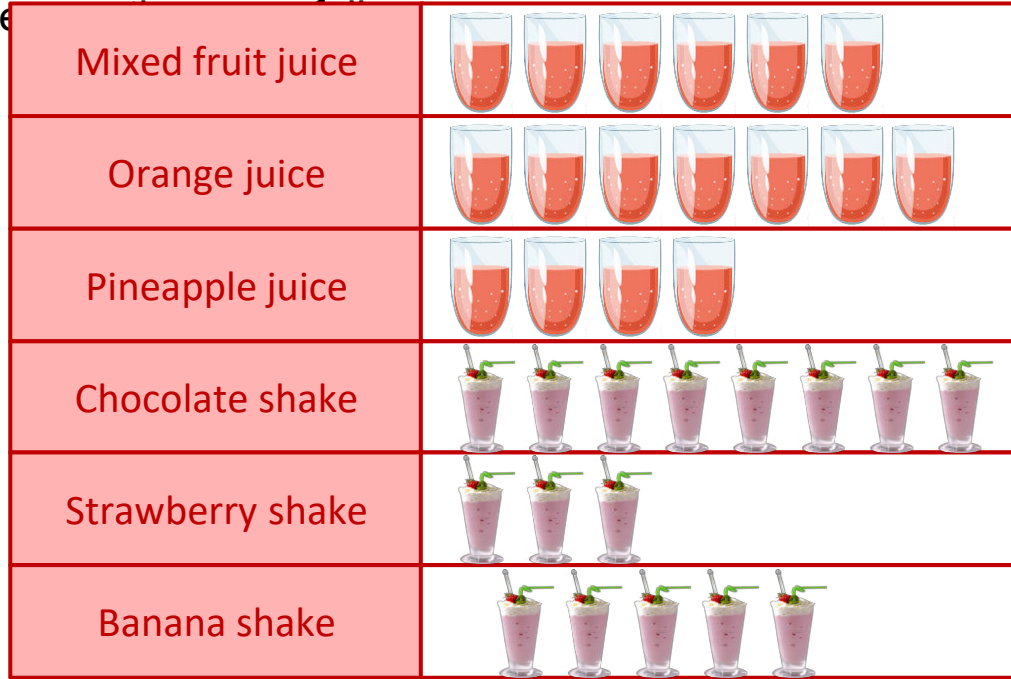 Mixed fruit juice
Orange juice
Pineapple juice
Chocolate shake
Strawberry shake
Banana shake